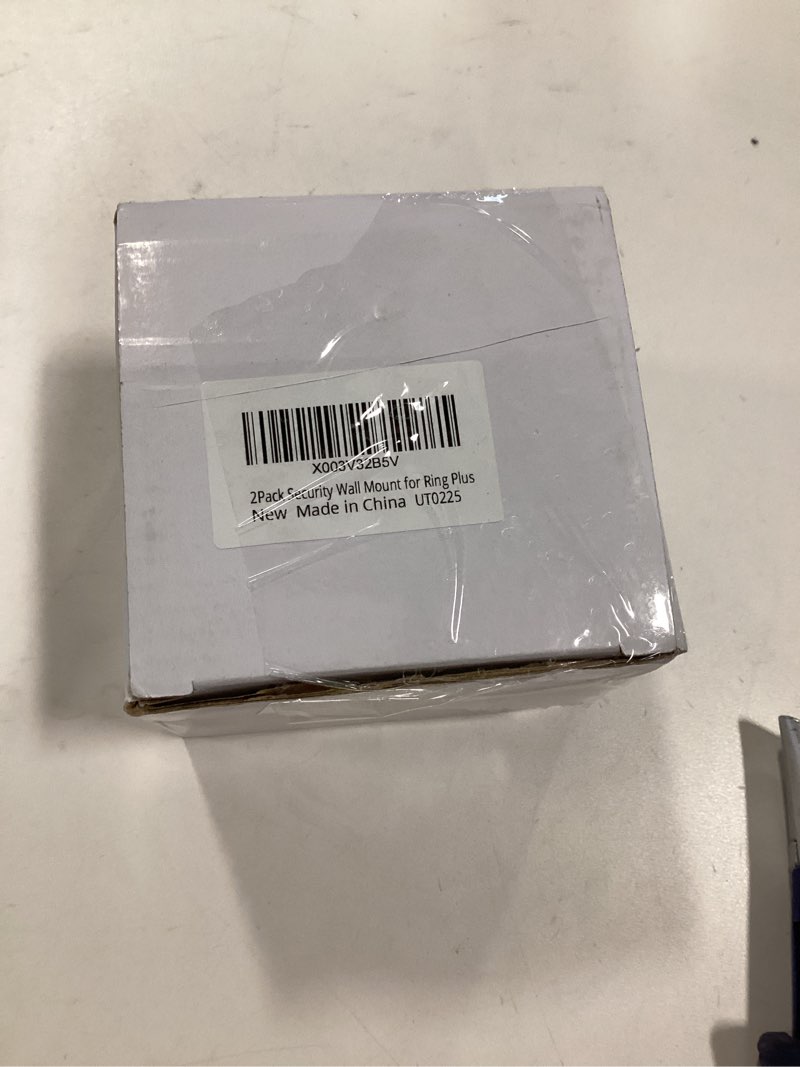 X003V32B5V
2Pack Security Wall Mount for Ring Plus
New Made in China UT0225